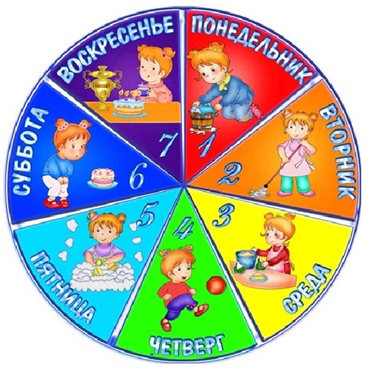 ПОНЕДЕЛЬНИК
1
ВТОРНИК
2
СРЕДА
3
ЧЕТВЕРГ
4
ПЯТНИЦА
5
СУББОТА
6
ВОСКРЕСЕНЬЕ
7